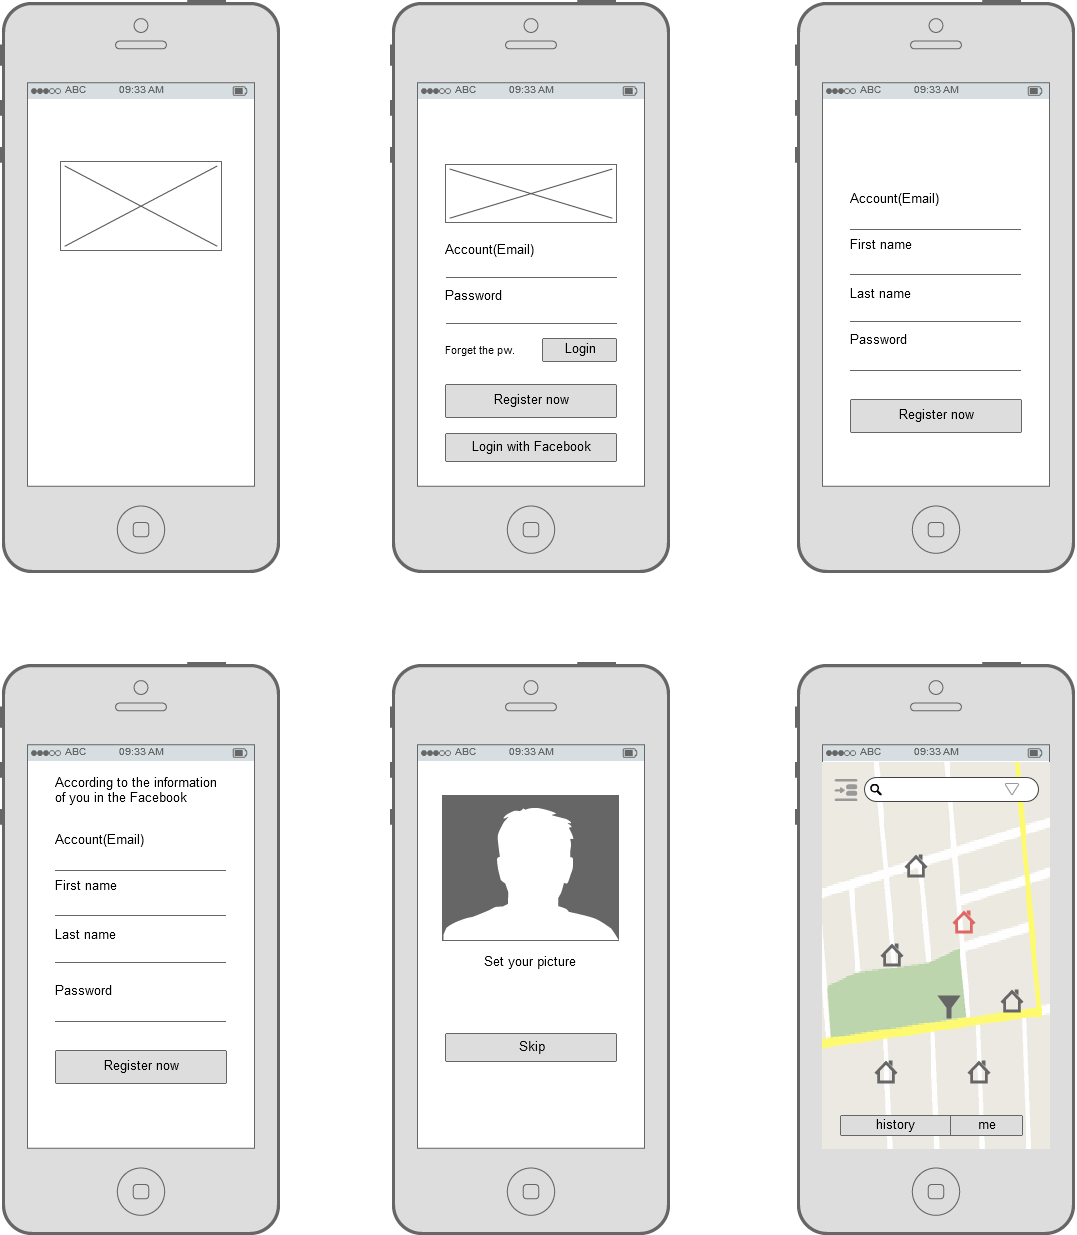 ABC 09:33 AM
ABC 09:33 AM
Account(Email)
Password
Forget the pw.
Login
Register now
Login with Facebook
ABC 09:33 AM
Account(Email)
First name
Last name
Password
Register now
ABC 09:33 AM
According to the information
of you in the Facebook
Account(Email)
First name
Last name
Password
Register now
ABC 09:33 AM
Set your picture
Skip
ABC 09:33 AM
history
me